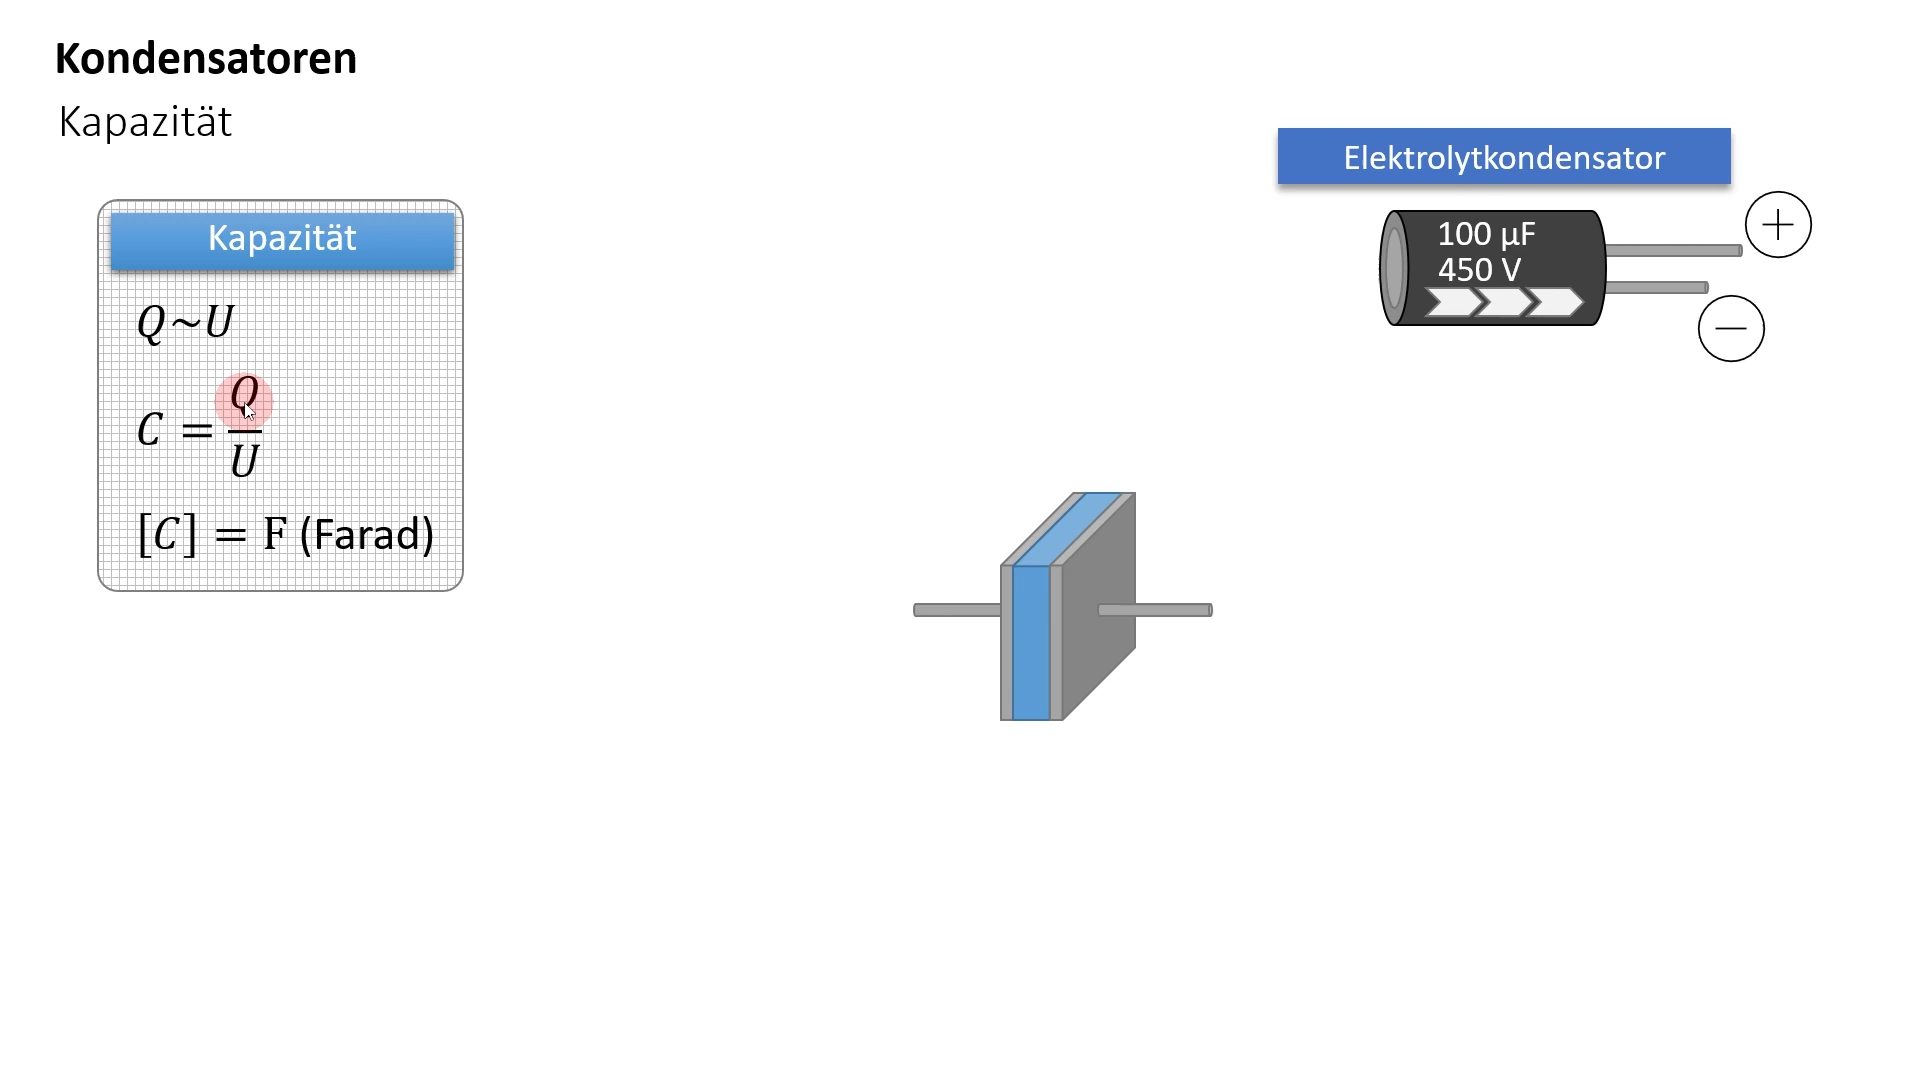 Kondensatoren
Kapazität
Kapazität
Q~U
C = Q/U
[C] = F (Farad)
Elektrolytkondensator
100 µF
450 V
+
−